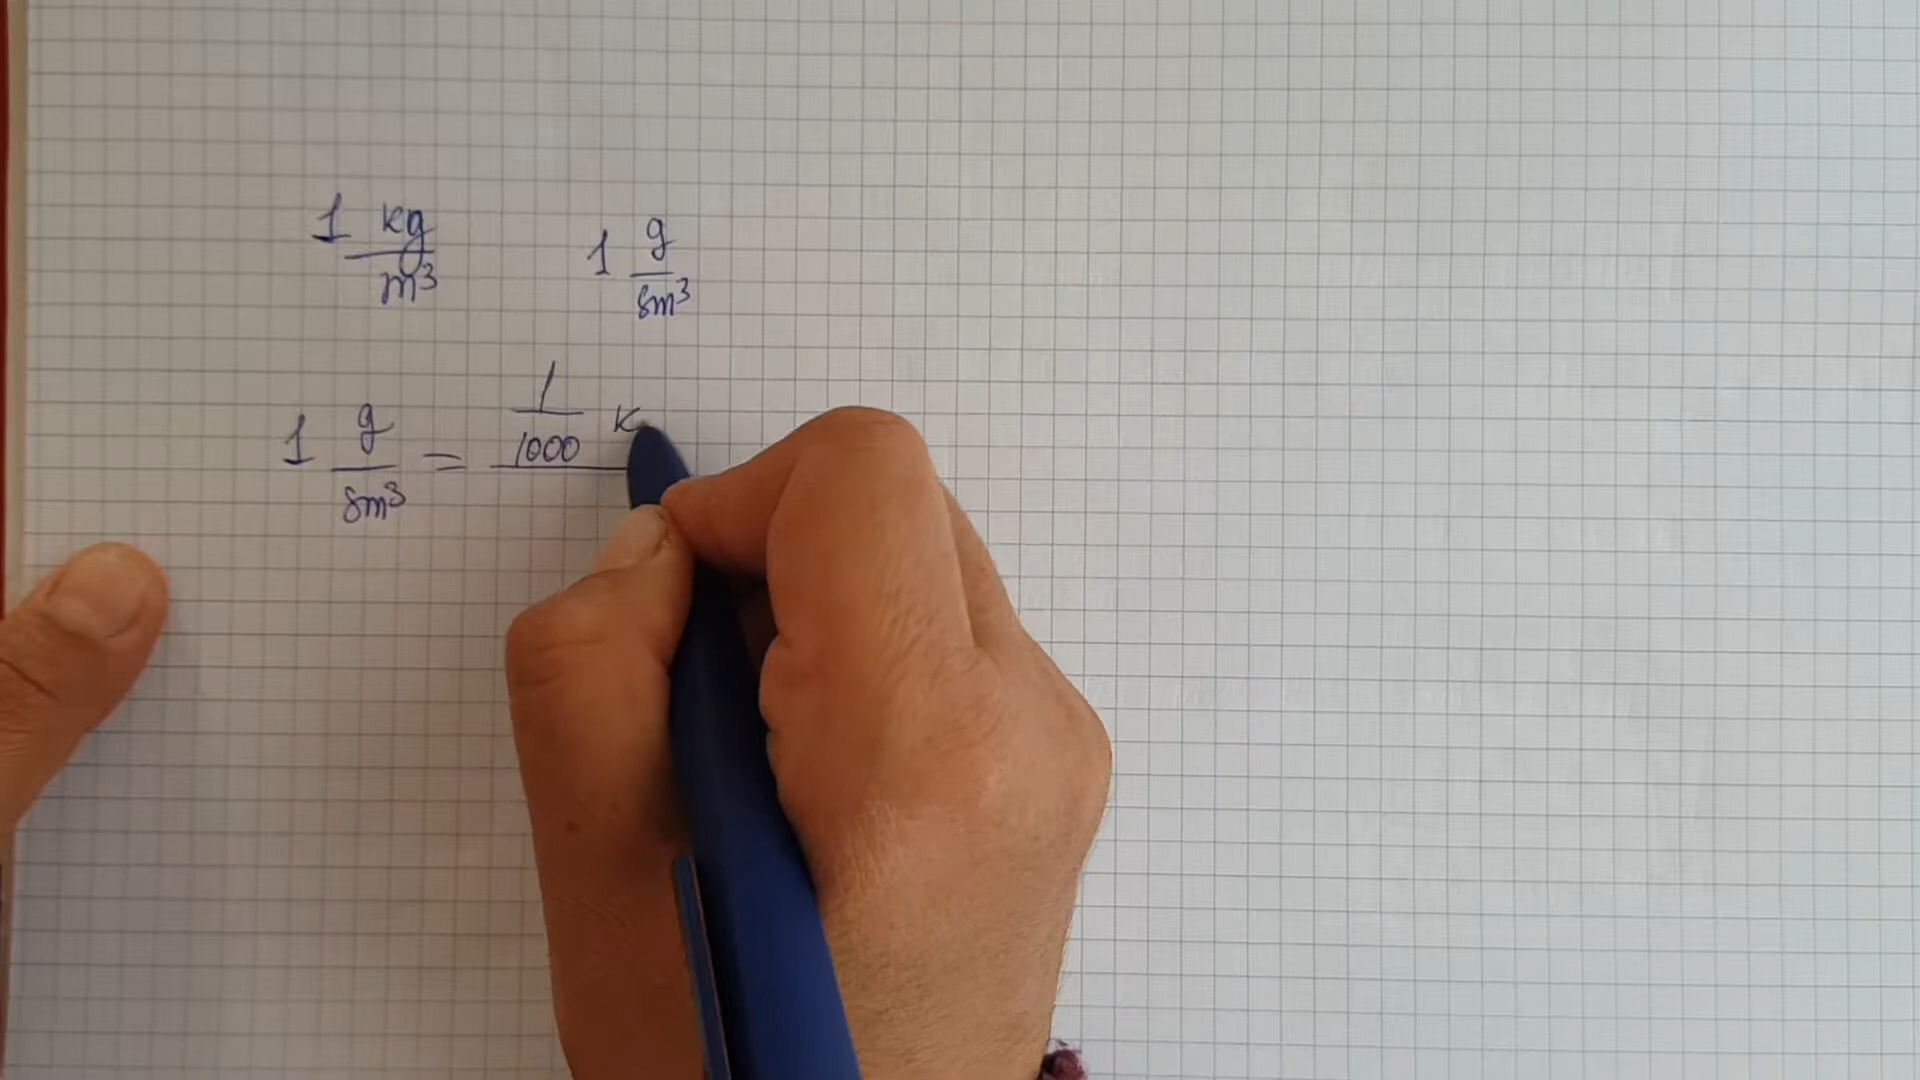 1 kg/m³ 1 g/sm³
1 g/sm³ = 1/1000 k